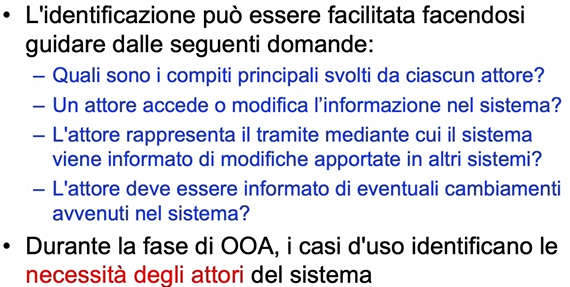 • L'identificazione può essere facilitata facendosi
guidare dalle seguenti domande:
– Quali sono i compiti principali svolti da ciascun attore?
– Un attore accede o modifica l'informazione nel sistema?
– L'attore rappresenta il tramite mediante cui il sistema
viene informato di modifiche apportate in altri sistemi?
– L'attore deve essere informato di eventuali cambiamenti
avvenuti nel sistema?
• Durante la fase di OOA, i casi d'uso identificano le
necessità degli attori del sistema